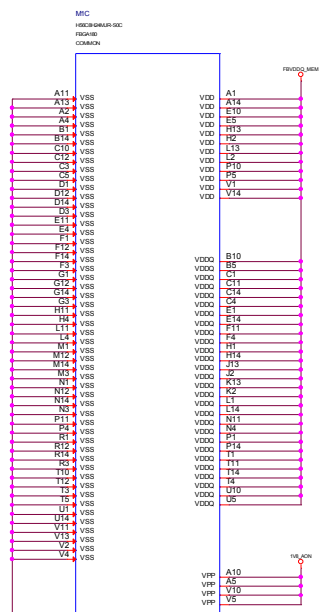 M1C
H56C8H24MJR-S0C
FBGA180
COMMON
A11 VSS
A13 VSS
A2 VSS
A4 VSS
B1 VSS
B14 VSS
C10 VSS
C12 VSS
C3 VSS
C5 VSS
D1 VSS
D12 VSS
D14 VSS
D3 VSS
E11 VSS
E4 VSS
F1 VSS
F12 VSS
F14 VSS
F3 VSS
G1 VSS
G12 VSS
G14 VSS
G3 VSS
H11 VSS
H4 VSS
L11 VSS
L4 VSS
M1 VSS
M12 VSS
M14 VSS
M3 VSS
N1 VSS
N12 VSS
N14 VSS
N3 VSS
P11 VSS
P4 VSS
R1 VSS
R12 VSS
R14 VSS
R3 VSS
T10 VSS
T12 VSS
T3 VSS
T5 VSS
U1 VSS
U14 VSS
V11 VSS
V13 VSS
V2 VSS
V4 VSS
FBVDDQ_MEM
VDD A1
VDD A14
VDD E10
VDD E5
VDD H13
VDD H2
VDD L13
VDD L2
VDD P10
VDD P5
VDD V1
VDD V14
VDDQ B10
VDDQ B5
VDDQ C1
VDDQ C11
VDDQ C14
VDDQ C4
VDDQ E1
VDDQ E14
VDDQ F11
VDDQ F4
VDDQ H1
VDDQ H14
VDDQ J13
VDDQ J2
VDDQ K13
VDDQ K2
VDDQ L1
VDDQ L14
VDDQ N11
VDDQ N4
VDDQ P1
VDDQ P14
VDDQ T1
VDDQ T11
VDDQ T14
VDDQ T4
VDDQ U10
VDDQ U5
1V8_AON
VPP A10
VPP A5
VPP V10
VPP V5